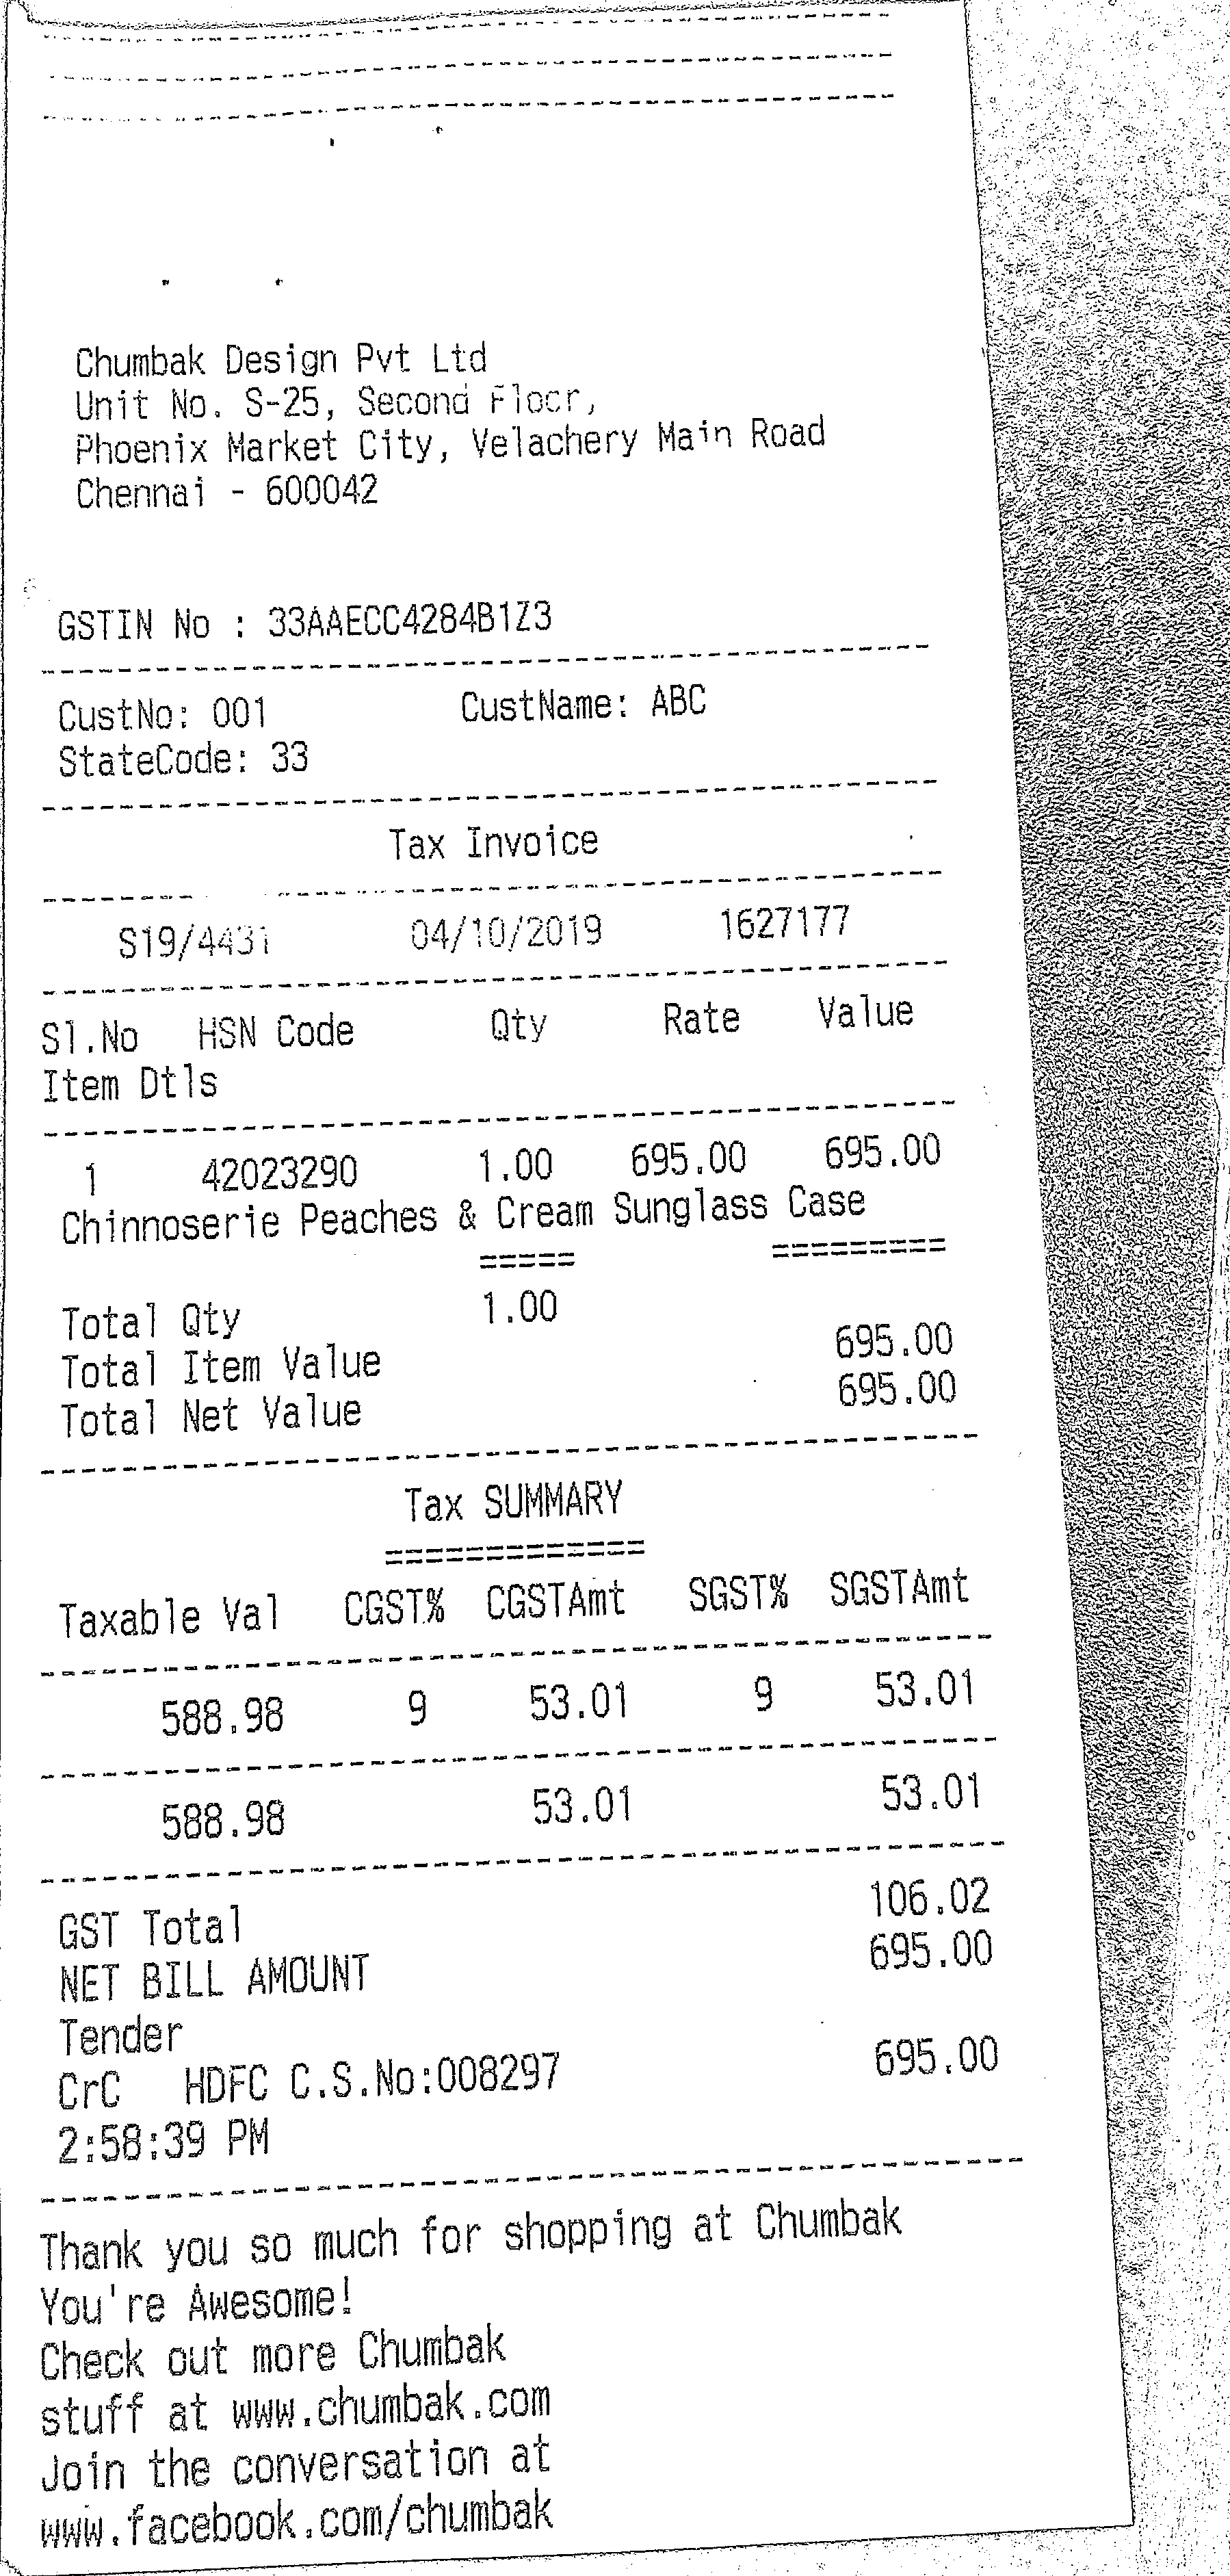 Chumbak Design Pvt Ltd
Unit No. S-25, Second Floor,
Phoenix Market City, Velachery Main Road
Chennai - 600042
GSTIN No : 33AAECC4284B1Z3
CustNo: 001 CustName: ABC
StateCode: 33
Tax Invoice
S19/4431 04/10/2019 1627177
Sl.No HSN Code Qty Rate Value
Item Dtls
1 42023290 1.00 695.00 695.00
Chinnoserie Peaches & Cream Sunglass Case
===== =========
Total Qty 1.00
Total Item Value 695.00
Total Net Value 695.00
Tax SUMMARY
=============
Taxable Val CGST% CGSTAmt SGST% SGSTAmt
588.98 9 53.01 9 53.01
588.98 53.01 53.01
GST Total 106.02
NET BILL AMOUNT 695.00
Tender
CrC HDFC C.S.No:008297 695.00
2:58:39 PM
Thank you so much for shopping at Chumbak
You're Awesome!
Check out more Chumbak
stuff at www.chumbak.com
Join the conversation at
www.facebook.com/chumbak